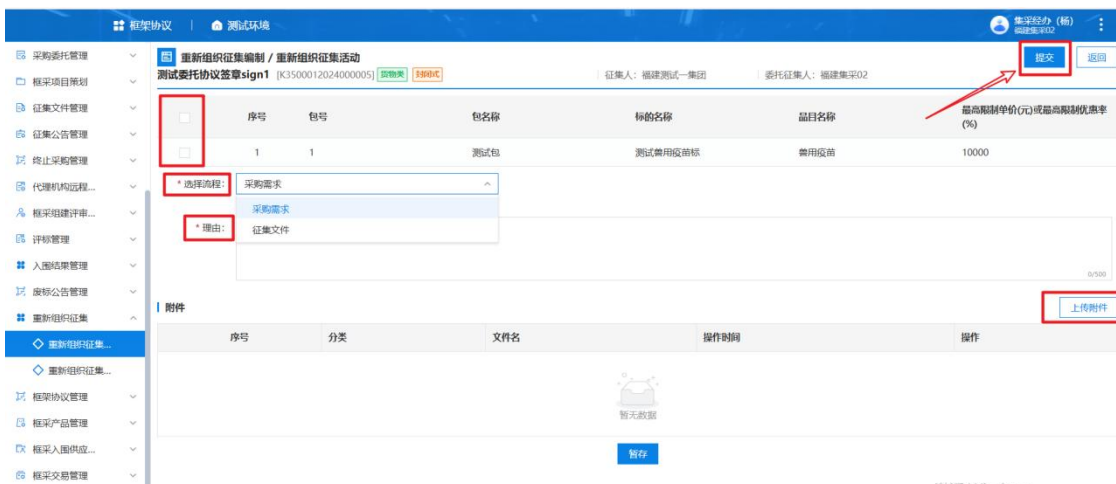 框架协议 | 测试环境
集采经办（杨）
福建集采02
采购委托管理
框采项目策划
征集文件管理
征集公告管理
终止采购管理
代理机构远程...
框采组建评审...
评标管理
入围结果管理
废标公告管理
重新组织征集
重新组织征集...
重新组织征集...
框架协议管理
框采产品管理
框采入围供应...
框采交易管理
重新组织征集编制 / 重新组织征集活动
提交 返回
测试委托协议签章sign1 [K3500012024000005] 货物类 封闭式 征集人：福建测试一集团 委托征集人：福建集采02
序号 包号 包名称 标的名称 品目名称 最高限制单价(元)或最高限制优惠率(%)
1 1 测试包 测试兽用疫苗标 兽用疫苗 10000
* 选择流程： 采购需求
采购需求
征集文件
* 理由：
0/500
附件
上传附件
序号 分类 文件名 操作时间 操作
暂无数据
暂存